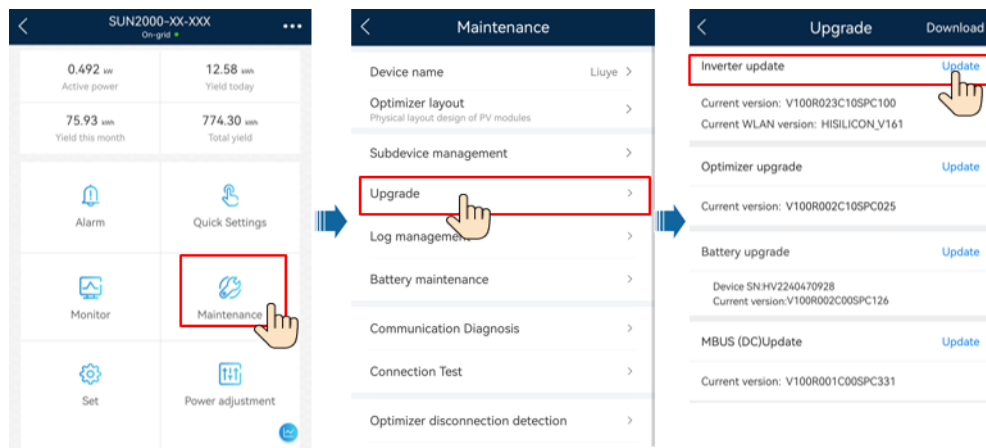 SUN2000-XX-XXX
On-grid
0.492 kW
12.58 kWh
Active power
Yield today
75.93 kWh
774.30 kWh
Yield this month
Total yield
Alarm
Quick Settings
Monitor
Maintenance
Set
Power adjustment
Maintenance
Device name
Liuye
Optimizer layout
Physical layout design of PV modules
Subdevice management
Upgrade
Log management
Battery maintenance
Communication Diagnosis
Connection Test
Optimizer disconnection detection
Upgrade
Download
Inverter update
Update
Current version: V100R023C10SPC100
Current WLAN version: HISILICON_V161
Optimizer upgrade
Update
Current version: V100R002C10SPC025
Battery upgrade
Update
Device SN:HV2240470928
Current version:V100R002C00SPC126
MBUS (DC)Update
Update
Current version: V100R001C00SPC331